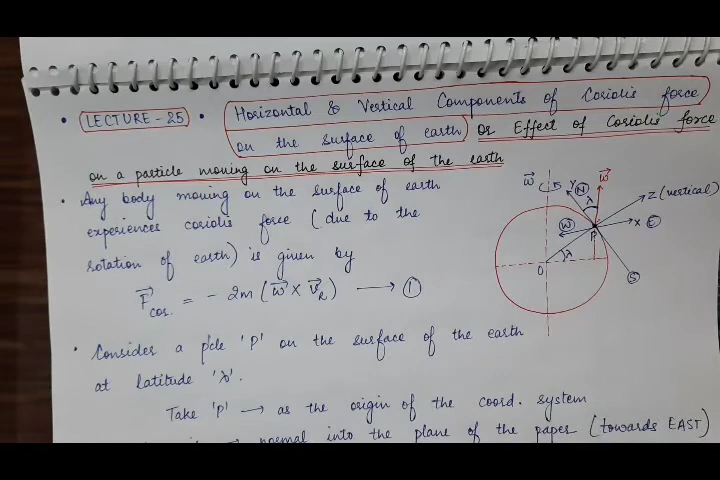 • LECTURE - 25 • Horizontal & Vertical Components of Coriolis force
on the surface of earth or Effect of Coriolis force
on a particle moving on the surface of the earth
• Any body moving on the surface of earth
experiences coriolis force (due to the
rotation of earth) is given by
F⃗cor. = - 2m (ω⃗ × v⃗R) ⟶ ①
• Consider a p'cle 'P' on the surface of the earth
at latitude 'λ'.
Take 'P' ⟶ as the origin of the coord. system
normal into the plane of the paper (towards EAST)
ω⃗
Y N
ω⃗
λ
Z (vertical)
W
X E
P
O
λ
S